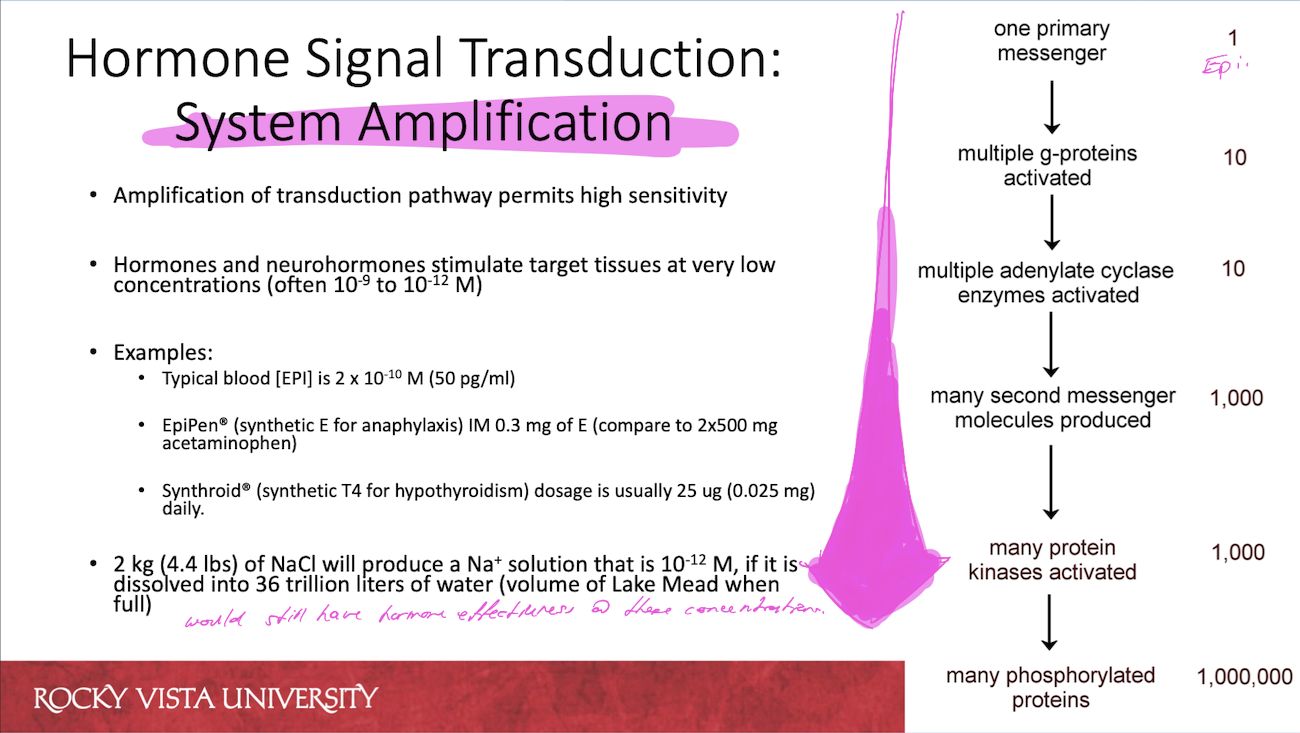 Hormone Signal Transduction:
System Amplification
• Amplification of transduction pathway permits high sensitivity
• Hormones and neurohormones stimulate target tissues at very low
concentrations (often 10⁻⁹ to 10⁻¹² M)
• Examples:
• Typical blood [EPI] is 2 x 10⁻¹⁰ M (50 pg/ml)
• EpiPen® (synthetic E for anaphylaxis) IM 0.3 mg of E (compare to 2x500 mg
acetaminophen)
• Synthroid® (synthetic T4 for hypothyroidism) dosage is usually 25 ug (0.025 mg)
daily.
• 2 kg (4.4 lbs) of NaCl will produce a Na⁺ solution that is 10⁻¹² M, if it is
dissolved into 36 trillion liters of water (volume of Lake Mead when
full)
would still have hormone effectiveness @ these concentrations.
ROCKY VISTA UNIVERSITY
one primary
messenger
1
Epi
multiple g-proteins
activated
10
multiple adenylate cyclase
enzymes activated
10
many second messenger
molecules produced
1,000
many protein
kinases activated
1,000
many phosphorylated
proteins
1,000,000